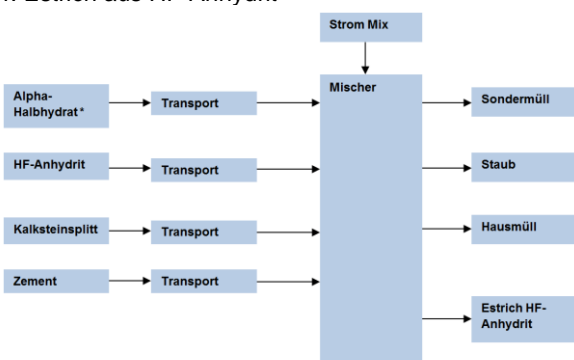 Estrich aus HF-Anhydrit
Strom Mix
Mischer
Alpha-
Halbhydrat*
Transport
Sondermüll
HF-Anhydrit
Transport
Staub
Kalksteinsplitt
Transport
Hausmüll
Zement
Transport
Estrich HF-
Anhydrit